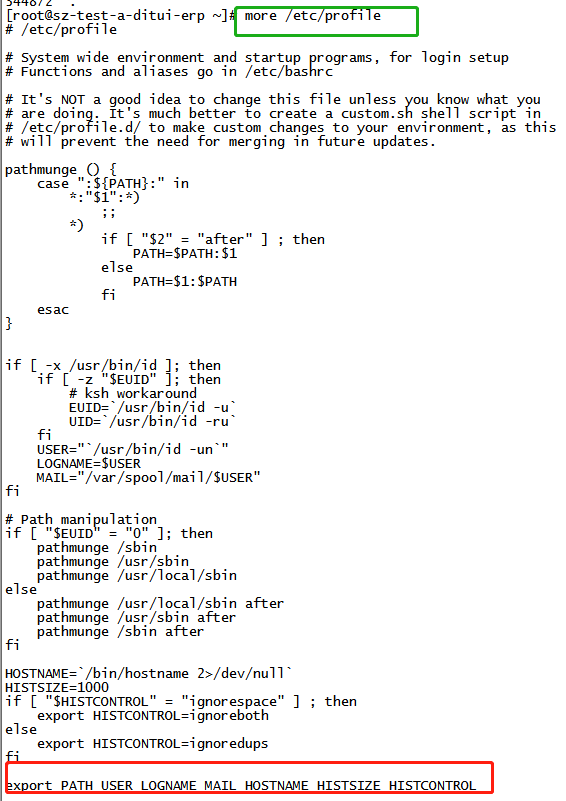 344872 .
[root@sz-test-a-ditui-erp ~]# more /etc/profile
# /etc/profile

# System wide environment and startup programs, for login setup
# Functions and aliases go in /etc/bashrc

# It's NOT a good idea to change this file unless you know what you
# are doing. It's much better to create a custom.sh shell script in
# /etc/profile.d/ to make custom changes to your environment, as this
# will prevent the need for merging in future updates.

pathmunge () {
    case ":${PATH}:" in
        *:"$1":*)
            ;;
        *)
            if [ "$2" = "after" ] ; then
                PATH=$PATH:$1
            else
                PATH=$1:$PATH
            fi
    esac
}


if [ -x /usr/bin/id ]; then
    if [ -z "$EUID" ]; then
        # ksh workaround
        EUID=`/usr/bin/id -u`
        UID=`/usr/bin/id -ru`
    fi
    USER="`/usr/bin/id -un`"
    LOGNAME=$USER
    MAIL="/var/spool/mail/$USER"
fi

# Path manipulation
if [ "$EUID" = "0" ]; then
    pathmunge /sbin
    pathmunge /usr/sbin
    pathmunge /usr/local/sbin
else
    pathmunge /usr/local/sbin after
    pathmunge /usr/sbin after
    pathmunge /sbin after
fi

HOSTNAME=`/bin/hostname 2>/dev/null`
HISTSIZE=1000
if [ "$HISTCONTROL" = "ignorespace" ] ; then
    export HISTCONTROL=ignoreboth
else
    export HISTCONTROL=ignoredups
fi

export PATH USER LOGNAME MAIL HOSTNAME HISTSIZE HISTCONTROL